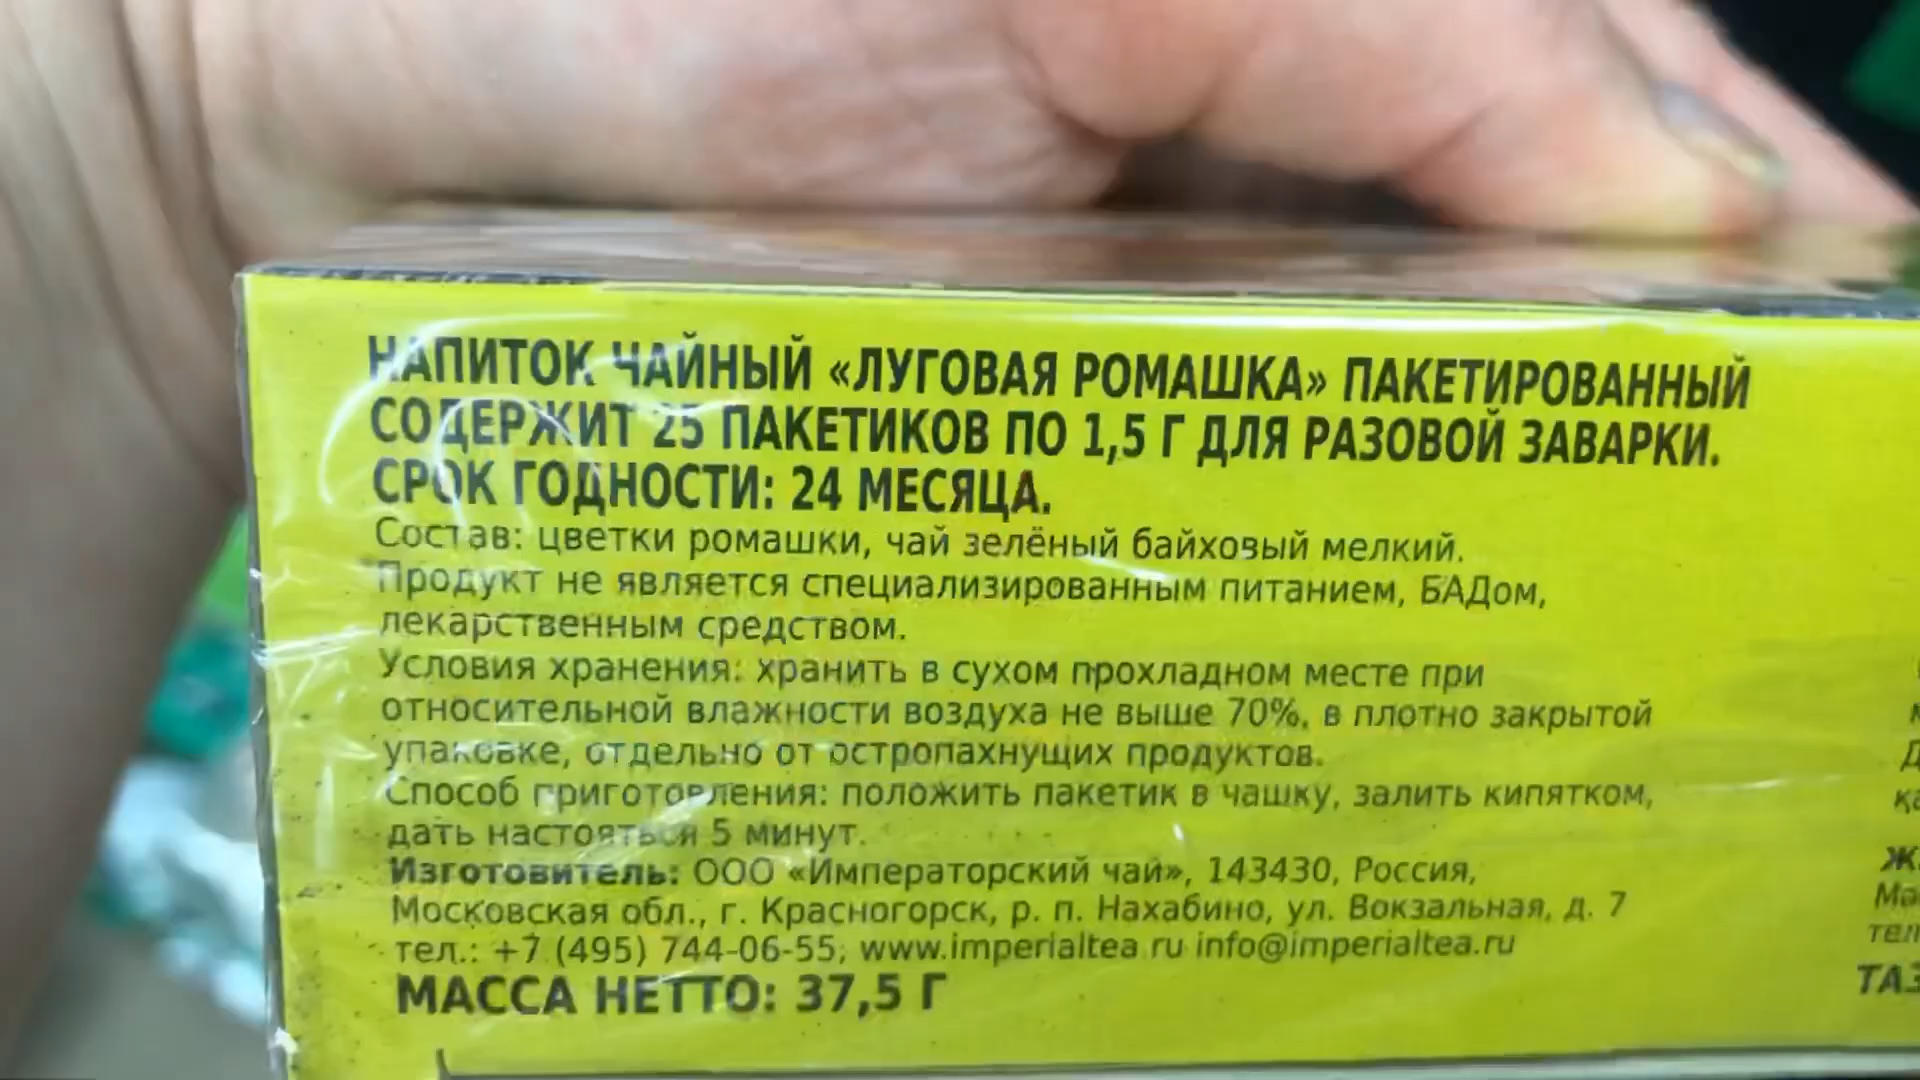 НАПИТОК ЧАЙНЫЙ «ЛУГОВАЯ РОМАШКА» ПАКЕТИРОВАННЫЙ
СОДЕРЖИТ 25 ПАКЕТИКОВ ПО 1,5 Г ДЛЯ РАЗОВОЙ ЗАВАРКИ.
СРОК ГОДНОСТИ: 24 МЕСЯЦА.
Состав: цветки ромашки, чай зелёный байховый мелкий.
Продукт не является специализированным питанием, БАДом,
лекарственным средством.
Условия хранения: хранить в сухом прохладном месте при
относительной влажности воздуха не выше 70%, в плотно закрытой
упаковке, отдельно от остропахнущих продуктов.
Способ приготовления: положить пакетик в чашку, залить кипятком,
дать настояться 5 минут.
Изготовитель: ООО «Императорский чай», 143430, Россия,
Московская обл., г. Красногорск, р. п. Нахабино, ул. Вокзальная, д. 7
тел.: +7 (495) 744-06-55; www.imperialtea.ru info@imperialtea.ru
МАССА НЕТТО: 37,5 Г